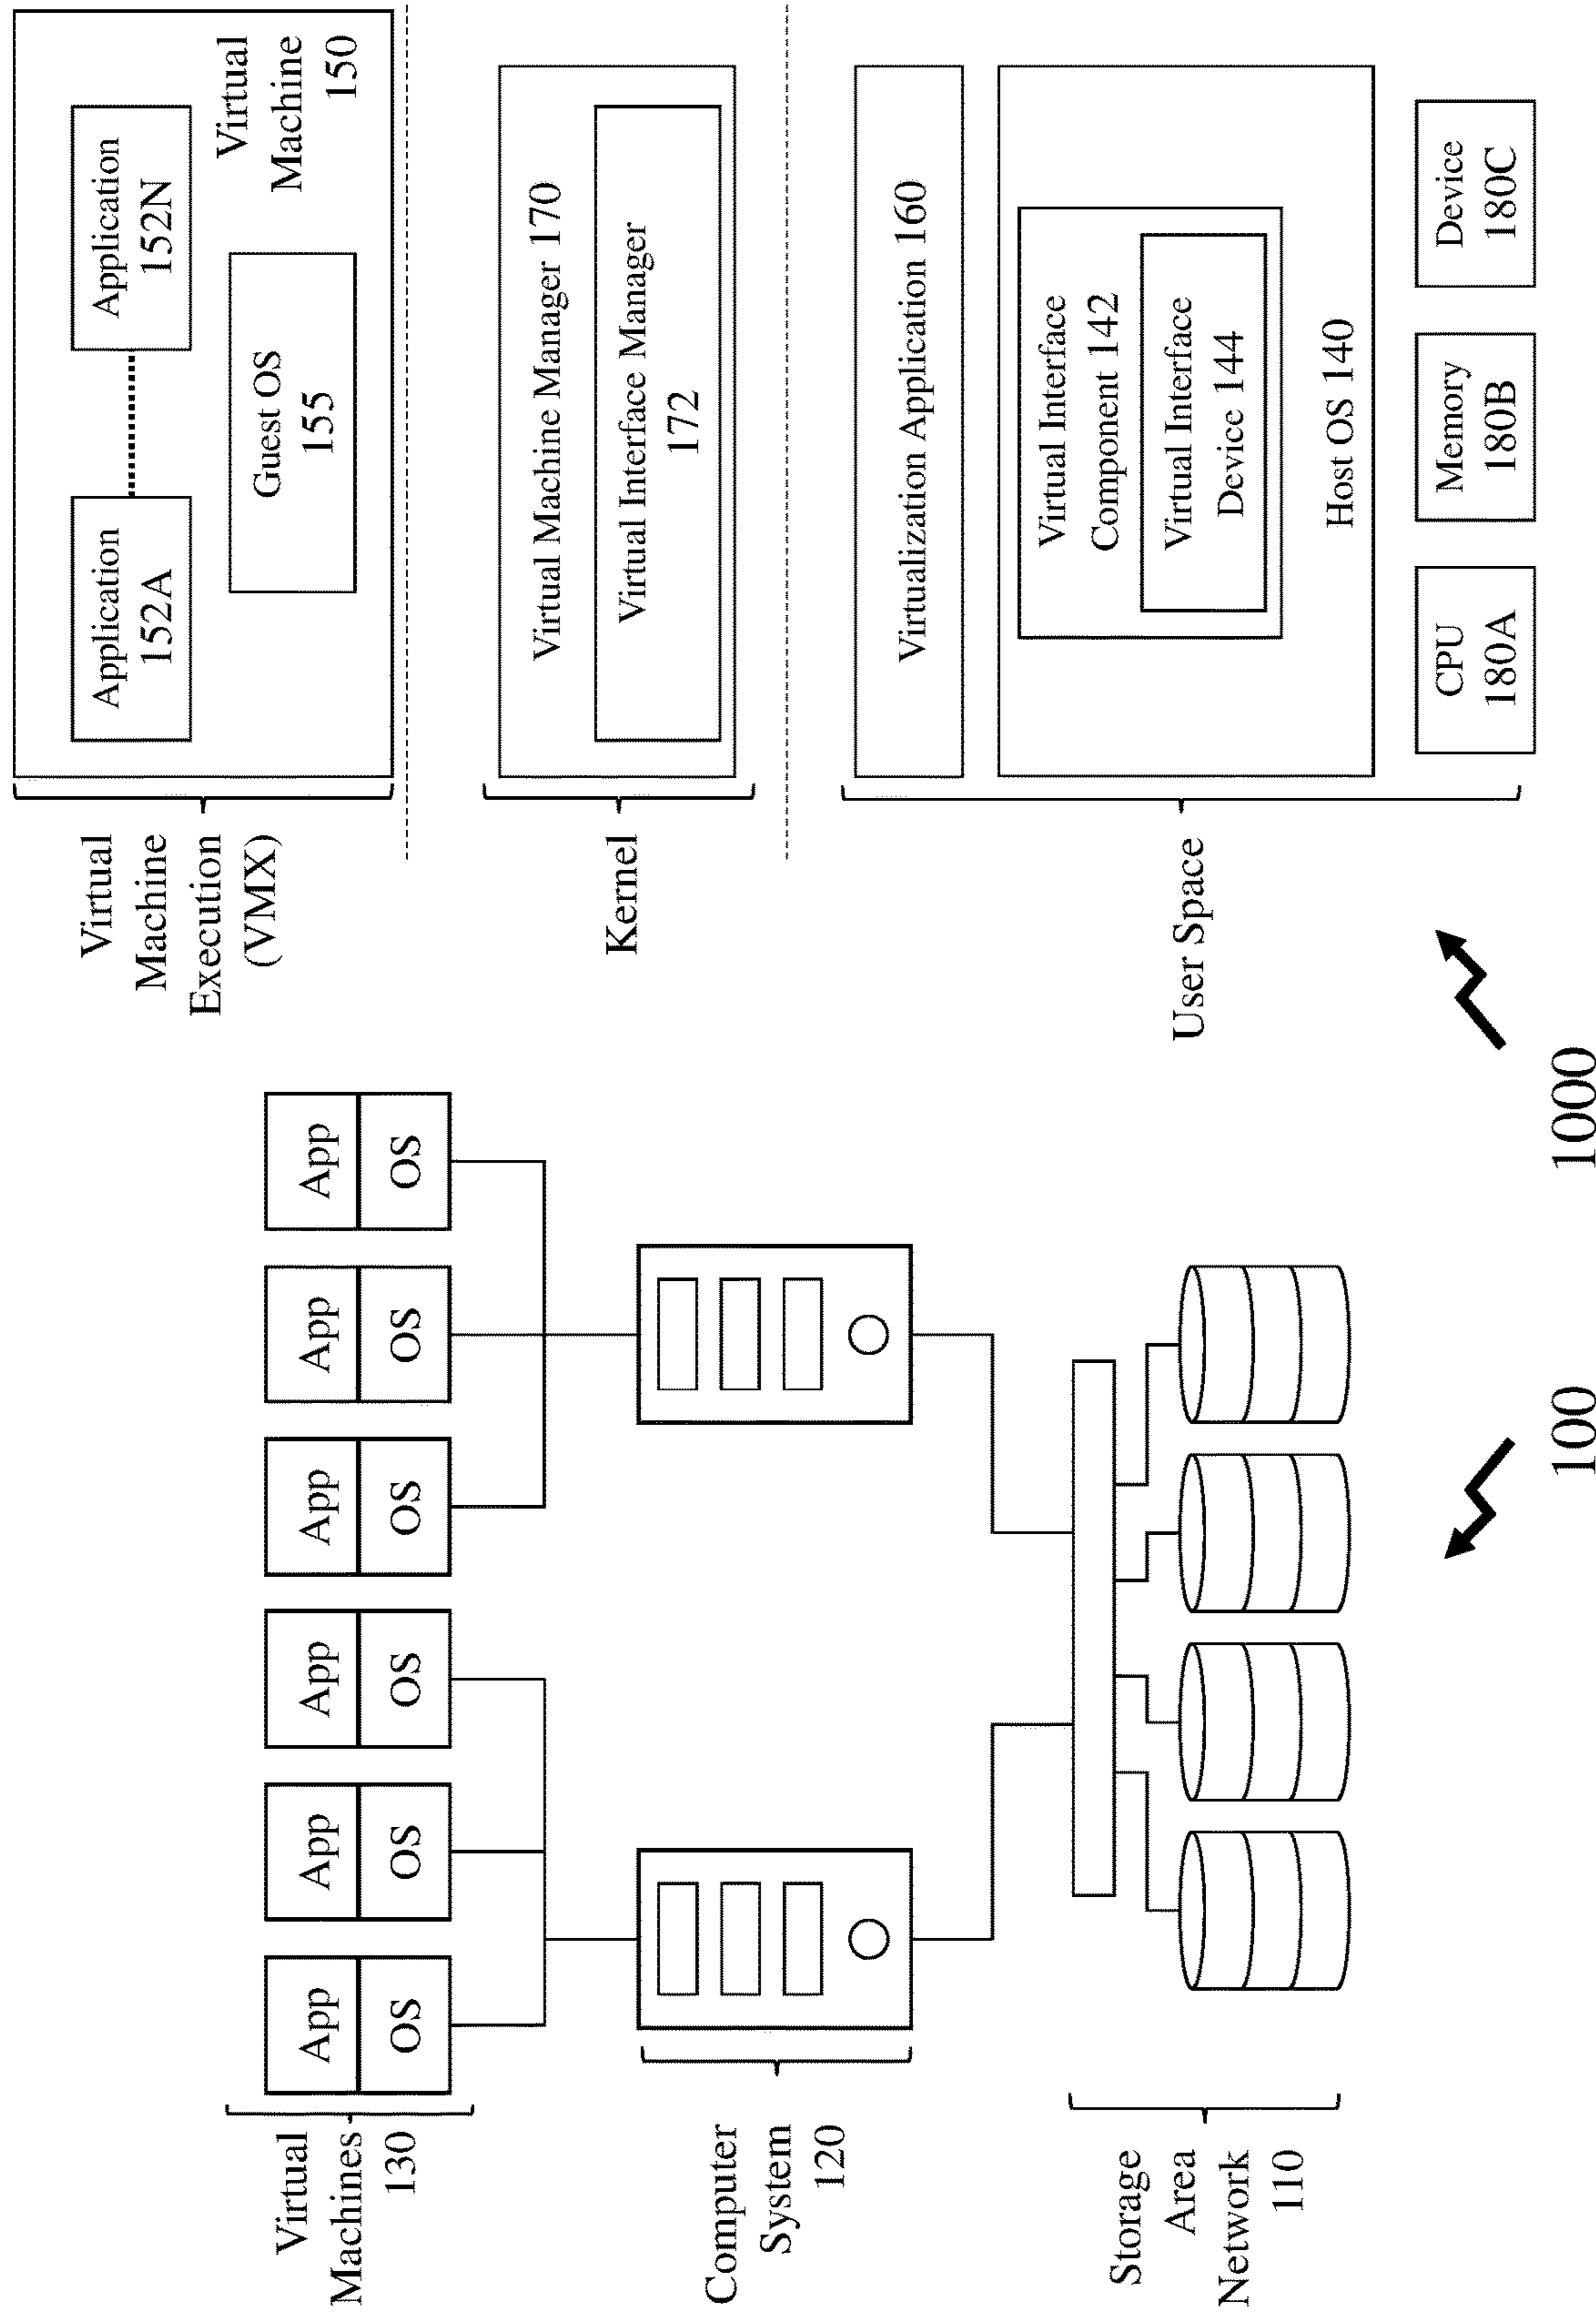 Virtual
Machines
130
App
OS
App
OS
App
OS
App
OS
App
OS
App
OS
Computer
System
120
Storage
Area
Network
110
100
Virtual
Machine
Execution
(VMX)
Application
152A
Application
152N
Guest OS
155
Virtual
Machine
150
Kernel
Virtual Machine Manager 170
Virtual Interface Manager
172
User Space
Virtualization Application 160
Virtual Interface
Component 142
Virtual Interface
Device 144
Host OS 140
CPU
180A
Memory
180B
Device
180C
1000